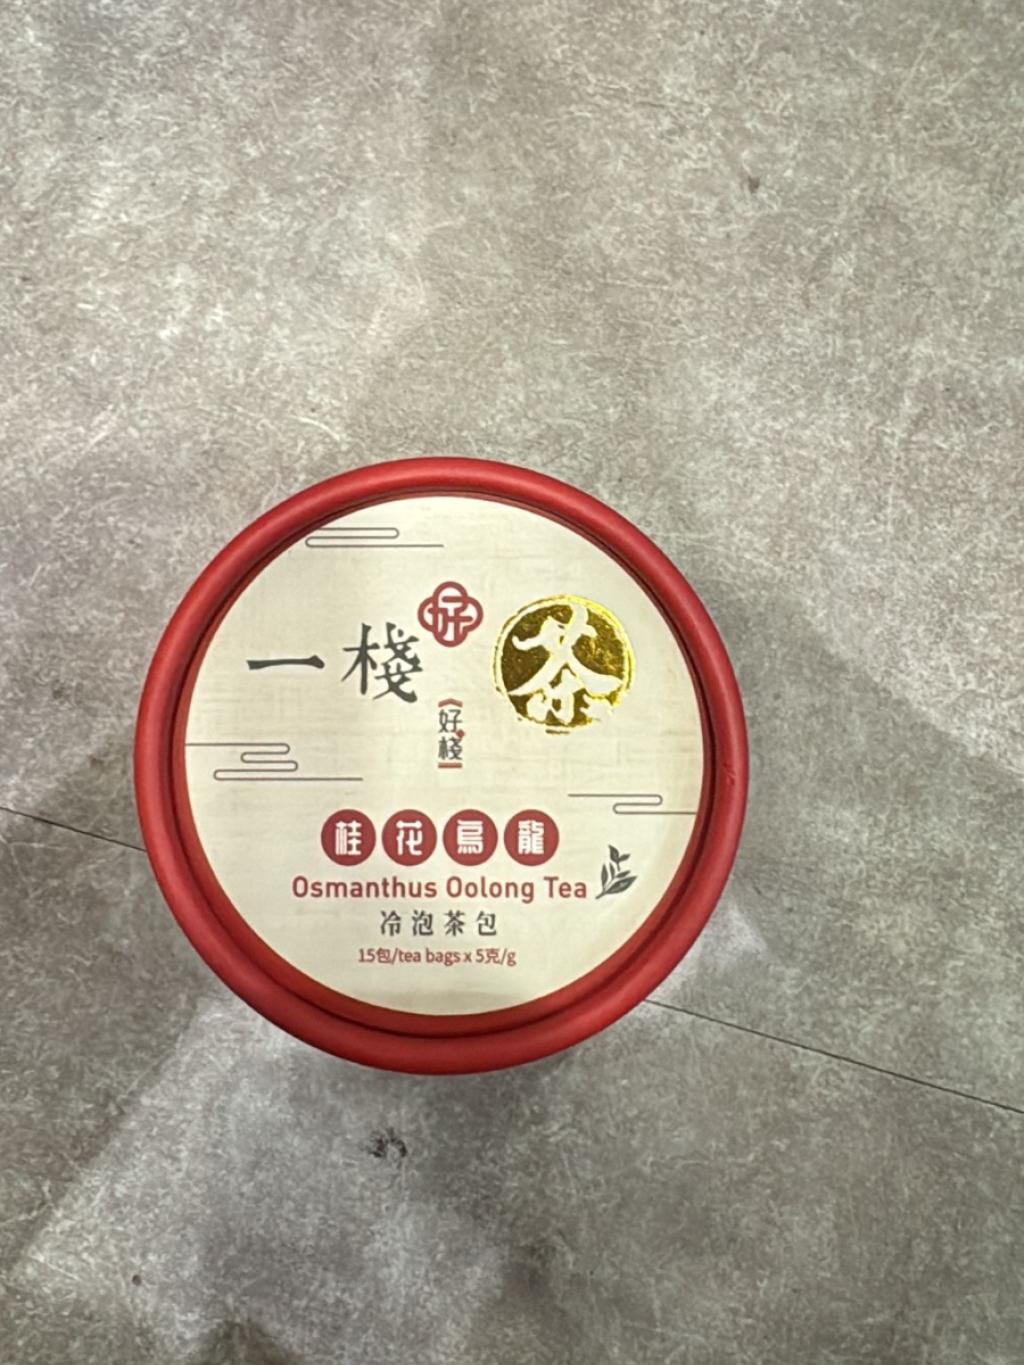 一棧好茶
好棧
桂花烏龍
Osmanthus Oolong Tea
冷泡茶包
15包/tea bags x 5克/g